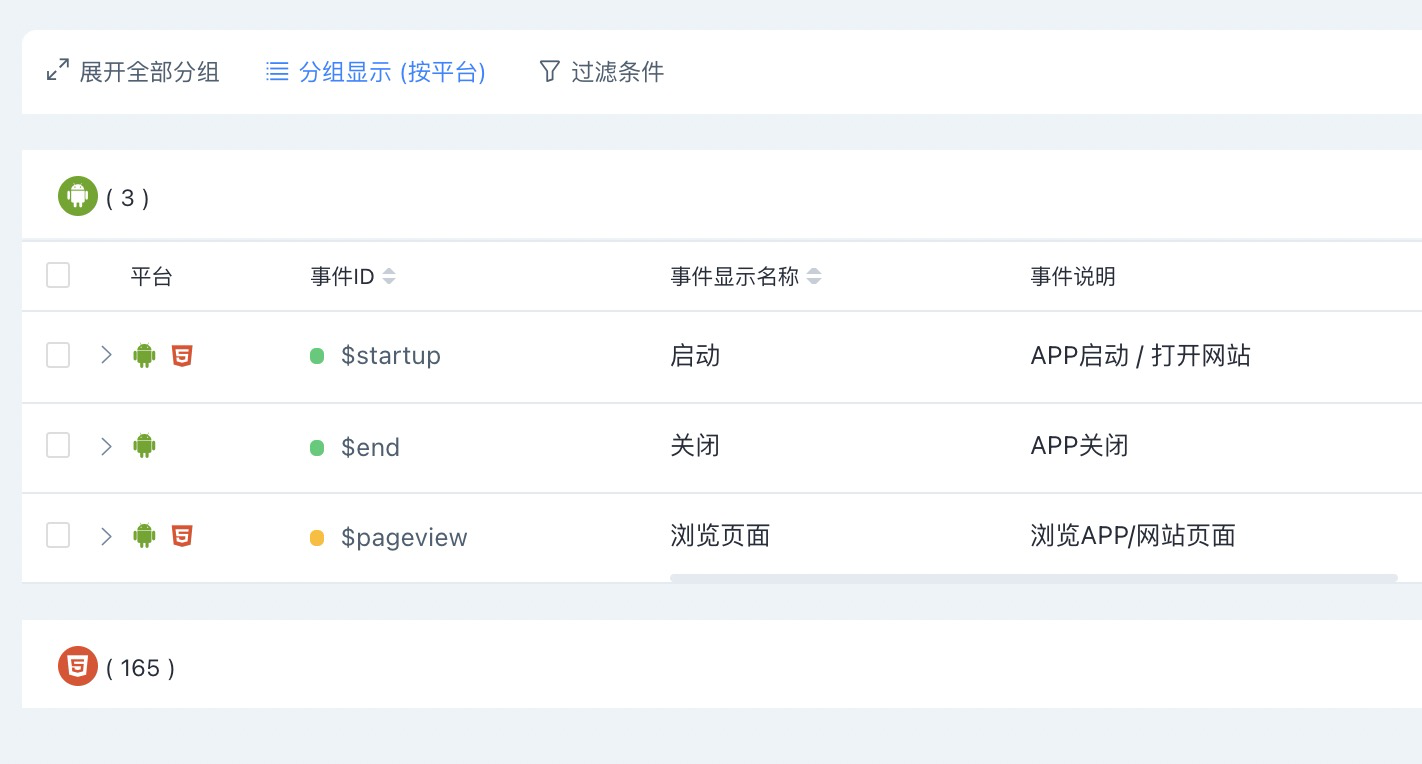 展开全部分组 分组显示 (按平台) 过滤条件
( 3 )
平台 事件ID 事件显示名称 事件说明
$startup 启动 APP启动 / 打开网站
$end 关闭 APP关闭
$pageview 浏览页面 浏览APP/网站页面
( 165 )